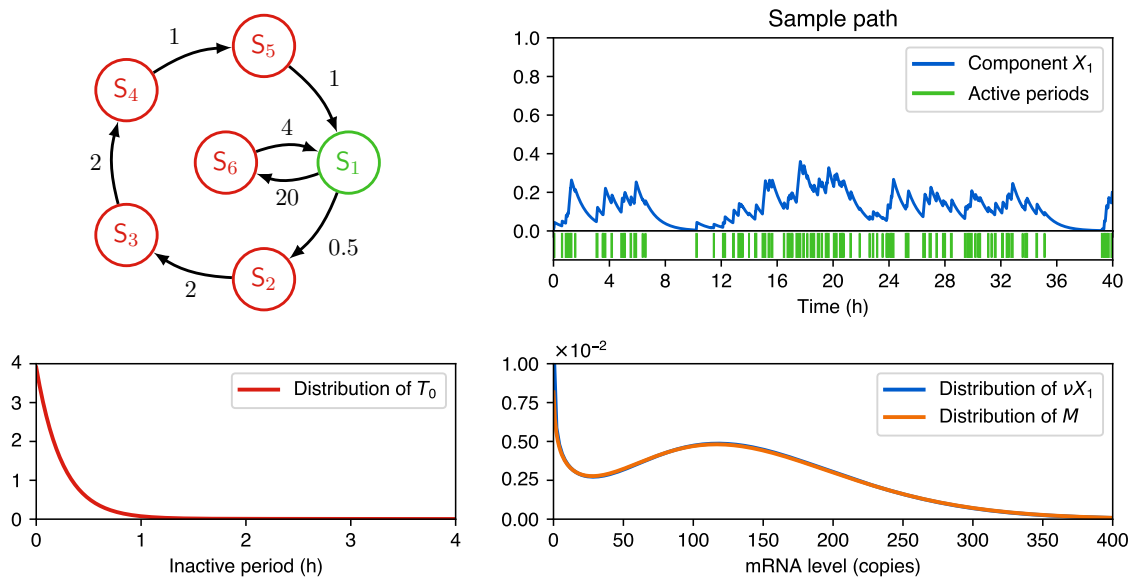 S5
1
S4
1
4
S6
S1
2
20
S3
0.5
2
S2
Sample path
1.0
0.8
0.6
0.4
0.2
0.0
Component X1
Active periods
0 4 8 12 16 20 24 28 32 36 40
Time (h)
4
3
2
1
0
Distribution of T0
0 1 2 3 4
Inactive period (h)
×10−2
1.00
0.75
0.50
0.25
0.00
Distribution of νX1
Distribution of M
0 50 100 150 200 250 300 350 400
mRNA level (copies)